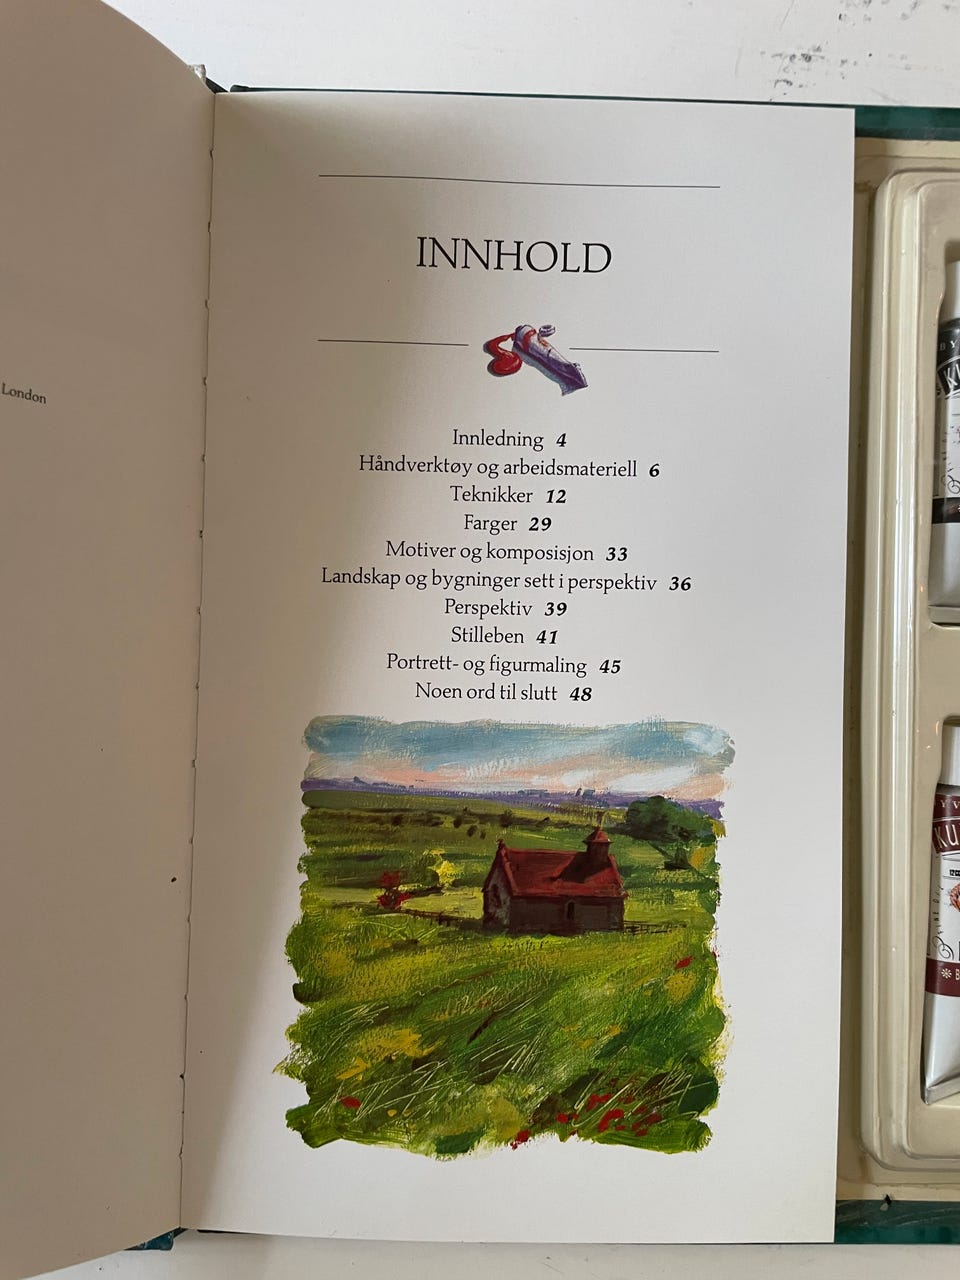 London
INNHOLD
Innledning 4
Håndverktøy og arbeidsmateriell 6
Teknikker 12
Farger 29
Motiver og komposisjon 33
Landskap og bygninger sett i perspektiv 36
Perspektiv 39
Stilleben 41
Portrett- og figurmaling 45
Noen ord til slutt 48